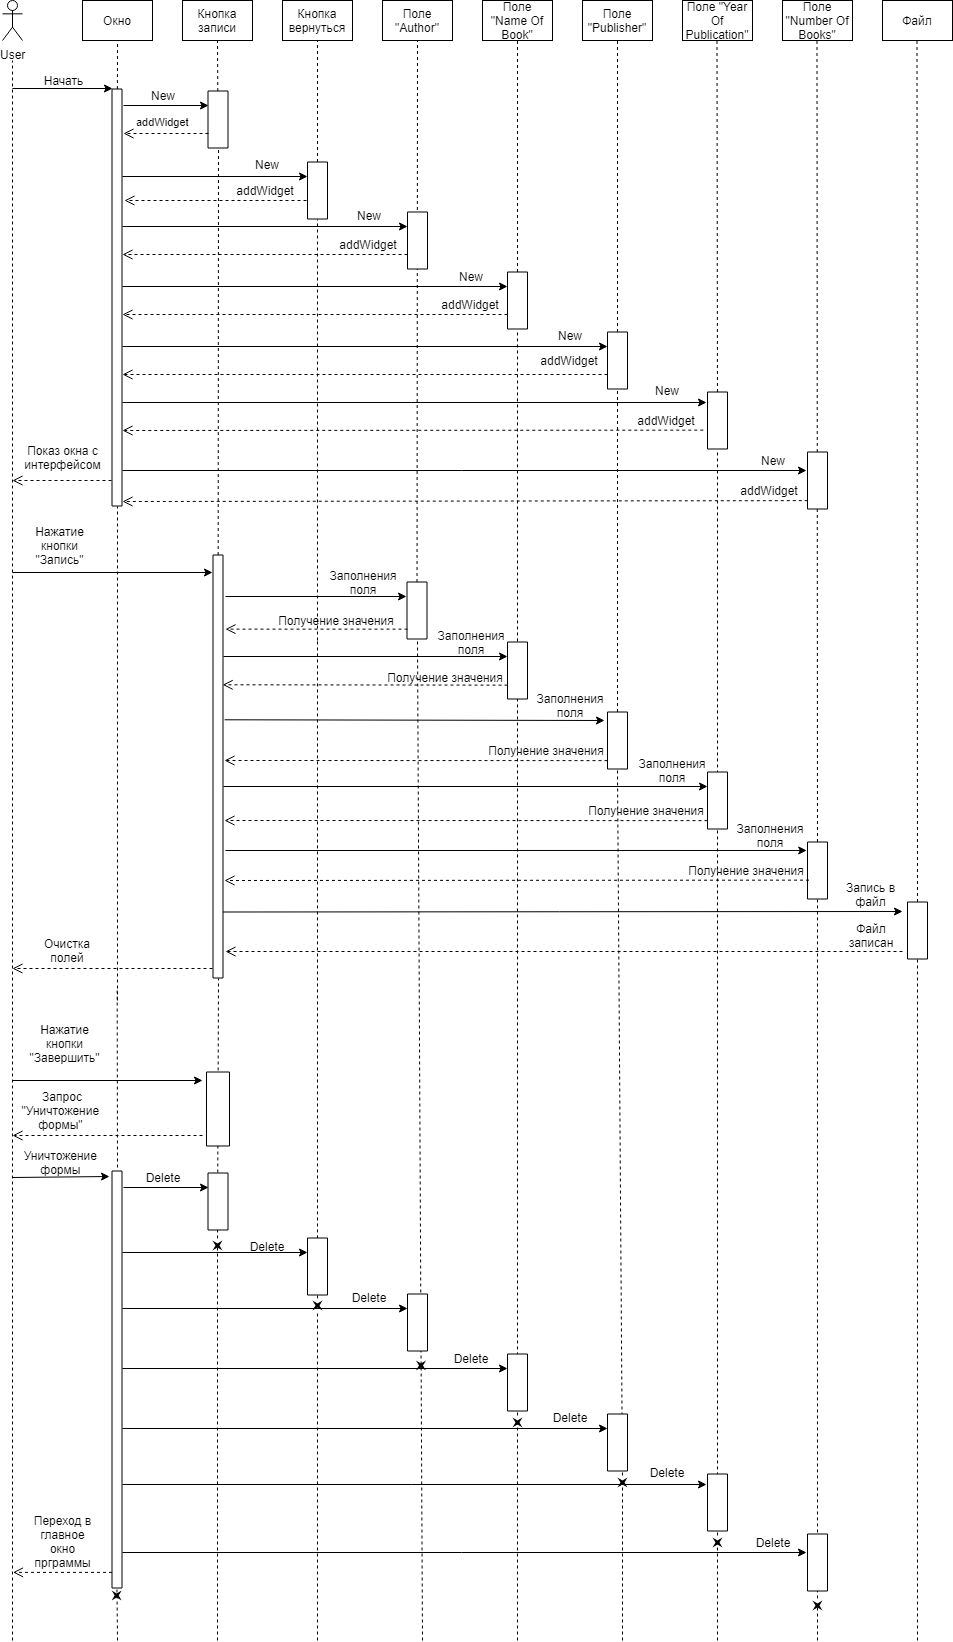 User
Окно
Кнопка
записи
Кнопка
вернуться
Поле
"Author"
Поле
"Name Of
Book"
Поле
"Publisher"
Поле "Year
Of
Publication"
Поле
"Number Of
Books"
Файл
Начать
New
addWidget
New
addWidget
New
addWidget
New
addWidget
New
addWidget
New
addWidget
Показ окна с
интерфейсом
New
addWidget
Нажатие
кнопки
"Запись"
Заполнения
поля
Получение значения
Заполнения
поля
Получение значения
Заполнения
поля
Получение значения
Заполнения
поля
Получение значения
Заполнения
поля
Получение значения
Запись в
файл
Файл
записан
Очистка
полей
Нажатие
кнопки
"Завершить"
Запрос
"Уничтожение
формы"
Уничтожение
формы
Delete
Delete
Delete
Delete
Delete
Delete
Переход в
главное
окно
прграммы
Delete